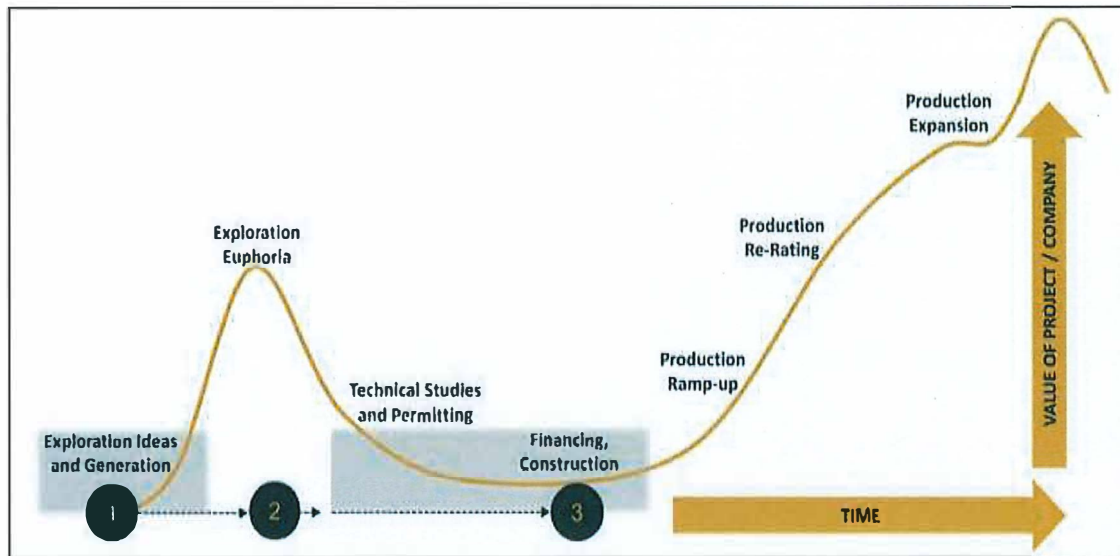 Production
Expansion
Exploration
Euphoria
Production
Re-Rating
Production
Ramp-up
Technical Studies
and Permitting
Exploration Ideas
and Generation
Financing,
Construction
1
2
3
TIME
VALUE OF PROJECT / COMPANY